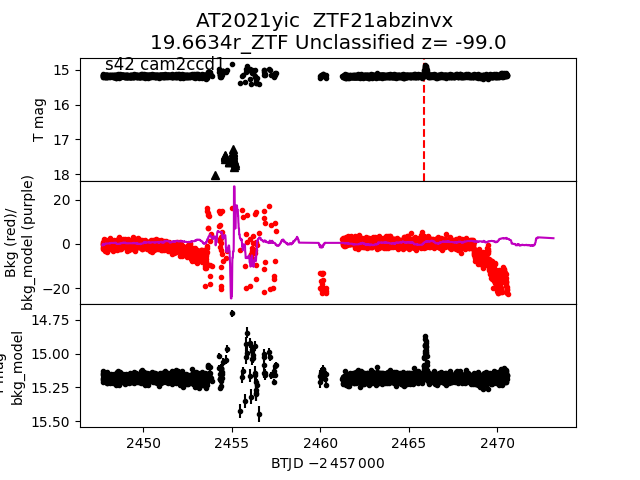 AT2021yic ZTF21abzinvx
19.6634r_ZTF Unclassified z= -99.0
s42 cam2ccd1
15
16
17
18
T mag
20
0
−20
Bkg (red)/
bkg_model (purple)
14.75
15.00
15.25
15.50
mag
bkg_model
2450
2455
2460
2465
2470
BTJD −2 457 000